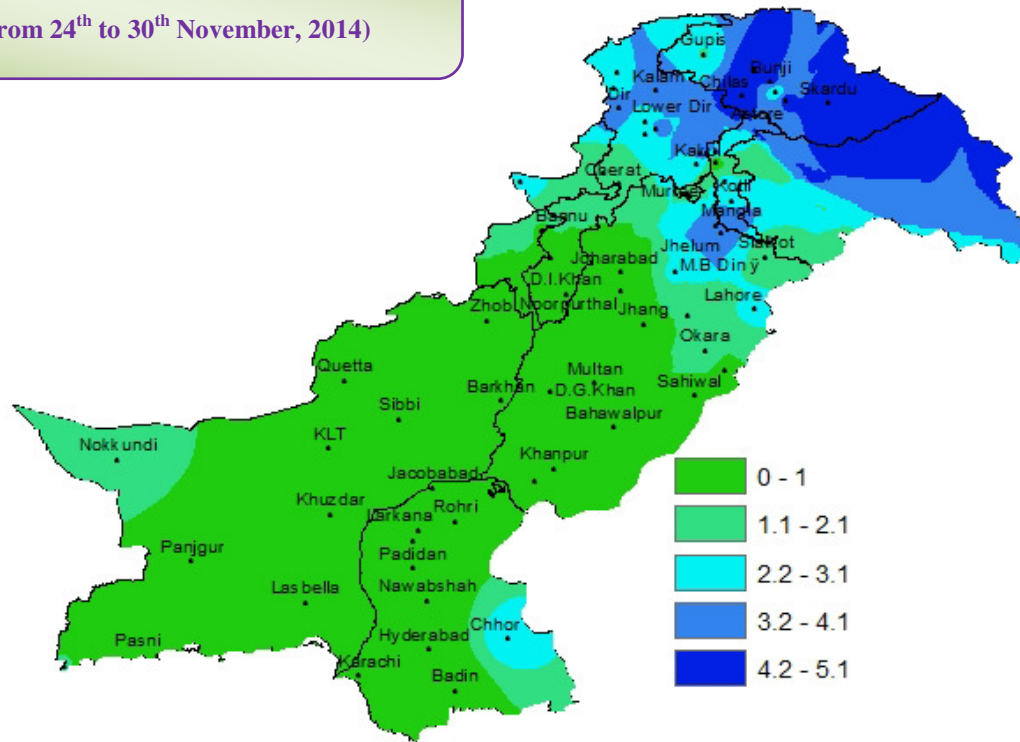 rom 24th to 30th November, 2014)
Gupis
Bunji
Kalam
Chilas
Skardu
Dir
Lower Dir
Astore
Cherat
Kotli
Mangla
Bannu
Jhelum
Sialkot
Joharabad
M.B Din ÿ
D.I.Khan
Lahore
Zhob
Noorpurthal
Jhang
Okara
Quetta
Multan
Sahiwal
Barkhan
D.G.Khan
Sibbi
Bahawalpur
Nokkundi
KLT
Khanpur
Jacobabad
0 - 1
Khuzdar
Rohri
Larkana
1.1 - 2.1
Panjgur
Padidan
2.2 - 3.1
Lasbella
Nawabshah
Chhor
3.2 - 4.1
Pasni
Hyderabad
Karachi
4.2 - 5.1
Badin